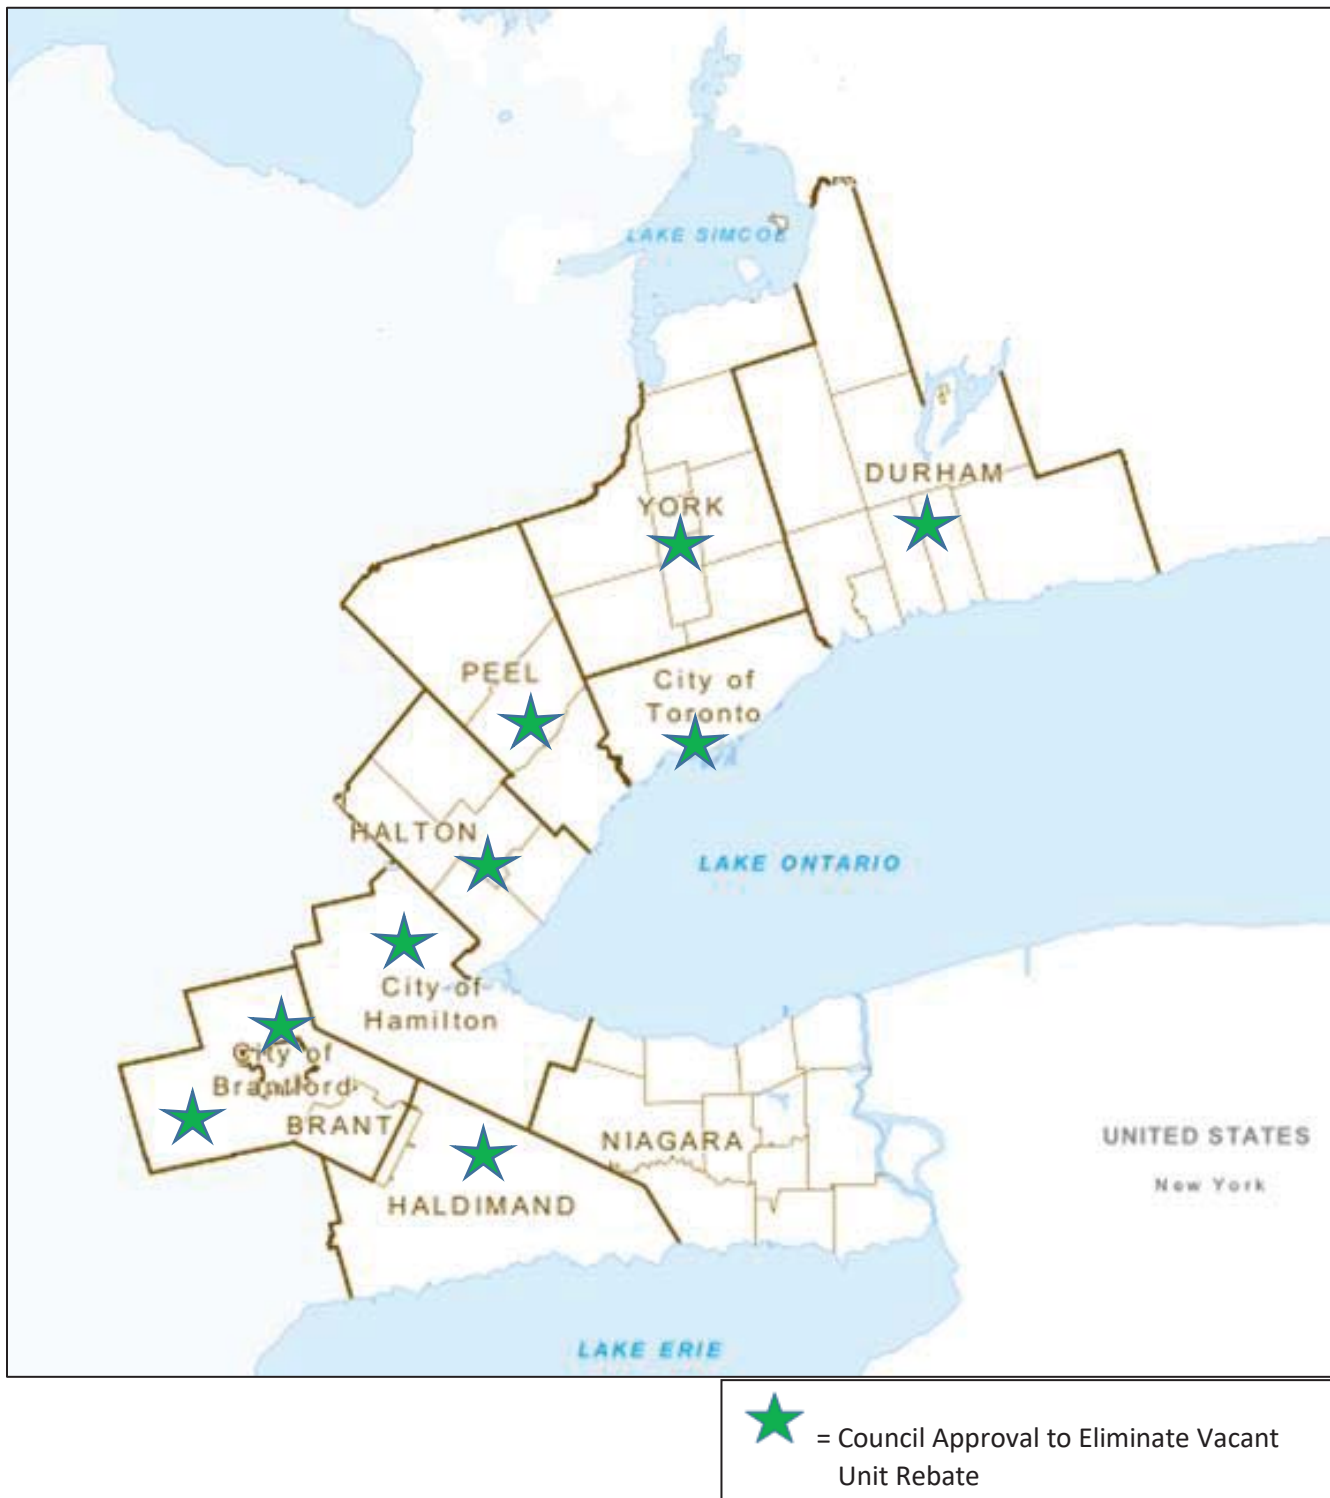 LAKE SIMCOE
DURHAM
YORK
PEEL
City of
Toronto
HALTON
LAKE ONTARIO
City of
Hamilton
City of
Brantford
BRANT
NIAGARA
UNITED STATES
New York
HALDIMAND
LAKE ERIE
= Council Approval to Eliminate Vacant
Unit Rebate